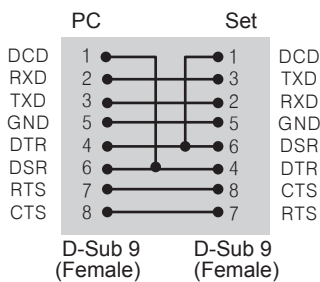 PC Set
DCD 1 1 DCD
RXD 2 3 TXD
TXD 3 2 RXD
GND 5 5 GND
DTR 4 6 DSR
DSR 6 4 DTR
RTS 7 8 CTS
CTS 8 7 RTS
D-Sub 9 D-Sub 9
(Female) (Female)